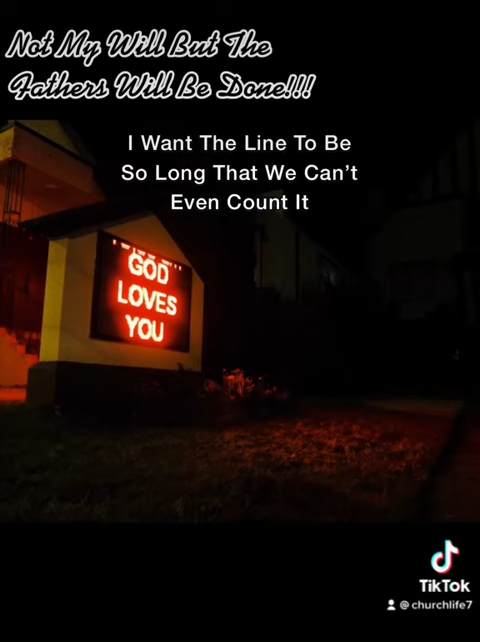 Not My Will But The
Fathers Will Be Done!!!
I Want The Line To Be
So Long That We Can't
Even Count It
GOD
LOVES
YOU
TikTok
@churchlife7